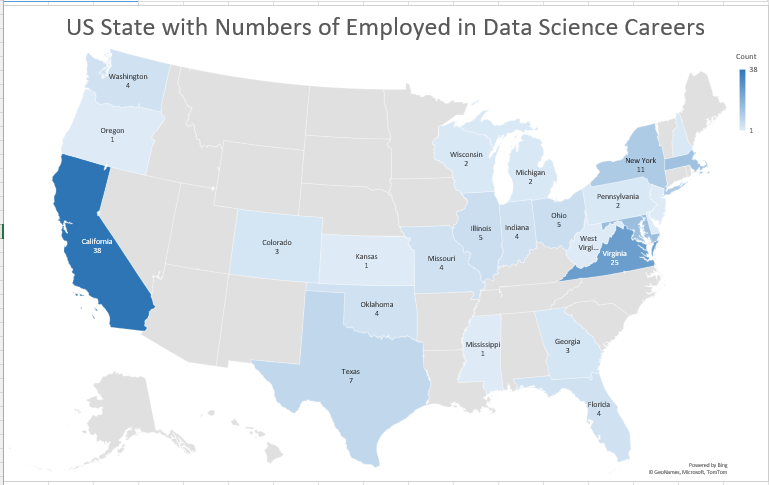 US State with Numbers of Employed in Data Science Careers
Count
38
1
Washington
4
Oregon
1
California
38
Colorado
3
Kansas
1
Oklahoma
4
Texas
7
Wisconsin
2
Michigan
2
Illinois
5
Indiana
4
Ohio
5
Missouri
4
Mississippi
1
Georgia
3
Florida
4
New York
11
Pennsylvania
2
West
Virgi...
Virginia
25
Powered by Bing
© GeoNames, Microsoft, TomTom